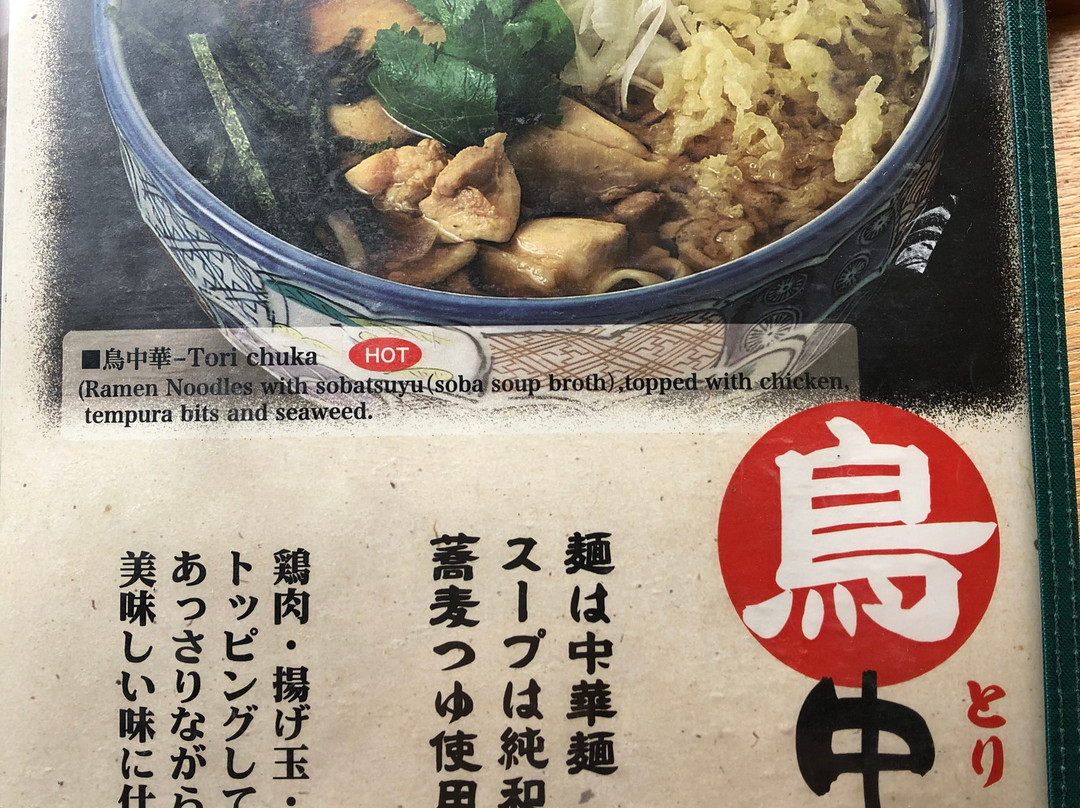 ■鳥中華-Tori chuka HOT
(Ramen Noodles with sobatsuyu(soba soup broth),topped with chicken,
tempura bits and seaweed.
鳥中
とり
麺は中華麺
スープは純和
蕎麦つゆ使用
鶏肉・揚げ玉・
トッピングして
あっさりながら
美味しい味に仕